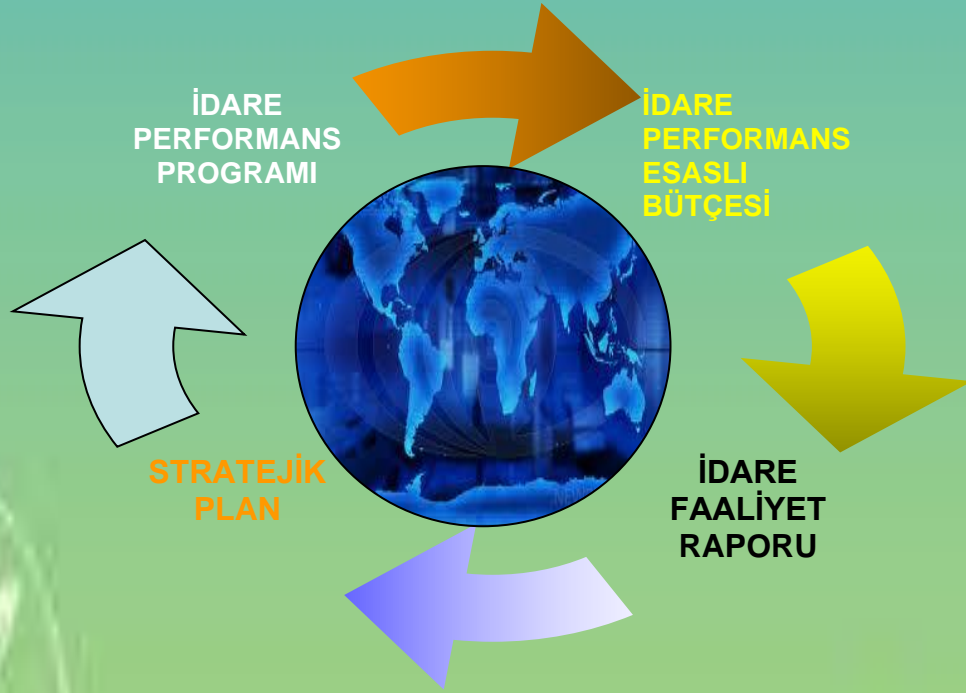 İDARE
PERFORMANS
PROGRAMI
İDARE
PERFORMANS
ESASLI
BÜTÇESİ
STRATEJİK
PLAN
İDARE
FAALİYET
RAPORU